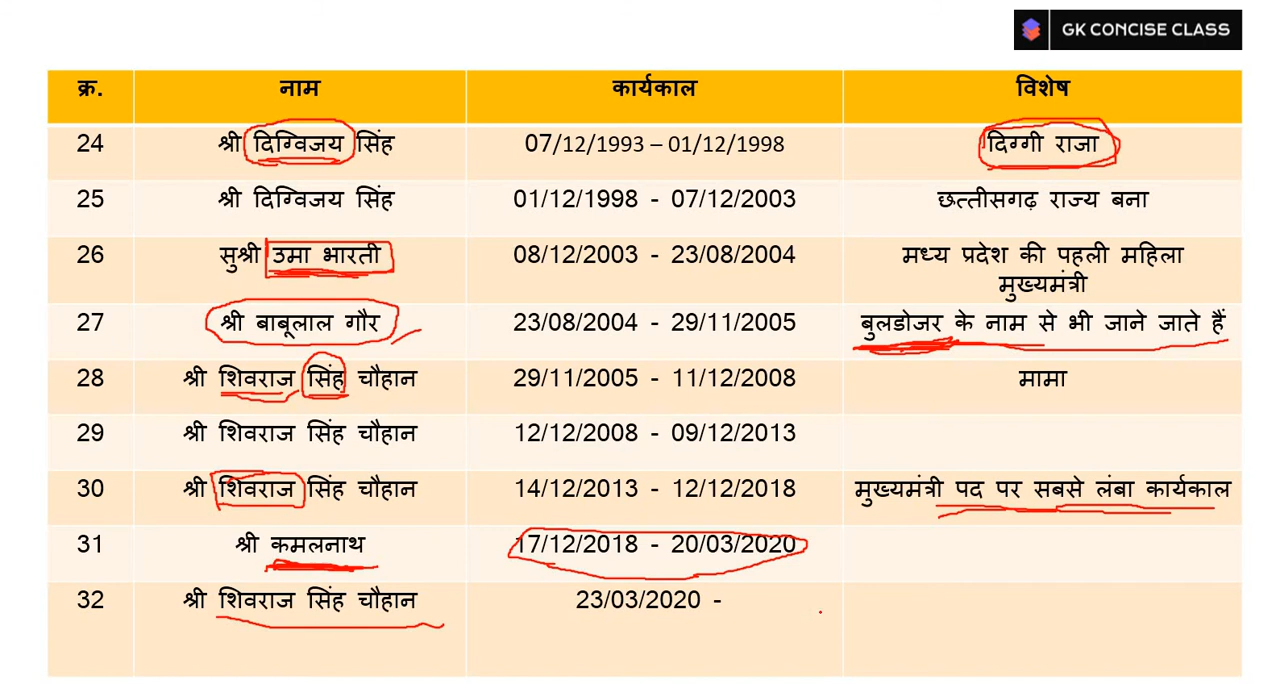 GK CONCISE CLASS
क्र. नाम कार्यकाल विशेष
24 श्री दिग्विजय सिंह 07/12/1993 – 01/12/1998 दिग्गी राजा
25 श्री दिग्विजय सिंह 01/12/1998 - 07/12/2003 छत्तीसगढ़ राज्य बना
26 सुश्री उमा भारती 08/12/2003 - 23/08/2004 मध्य प्रदेश की पहली महिला
मुख्यमंत्री
27 श्री बाबूलाल गौर 23/08/2004 - 29/11/2005 बुलडोजर के नाम से भी जाने जाते हैं
28 श्री शिवराज सिंह चौहान 29/11/2005 - 11/12/2008 मामा
29 श्री शिवराज सिंह चौहान 12/12/2008 - 09/12/2013
30 श्री शिवराज सिंह चौहान 14/12/2013 - 12/12/2018 मुख्यमंत्री पद पर सबसे लंबा कार्यकाल
31 श्री कमलनाथ 17/12/2018 - 20/03/2020
32 श्री शिवराज सिंह चौहान 23/03/2020 -